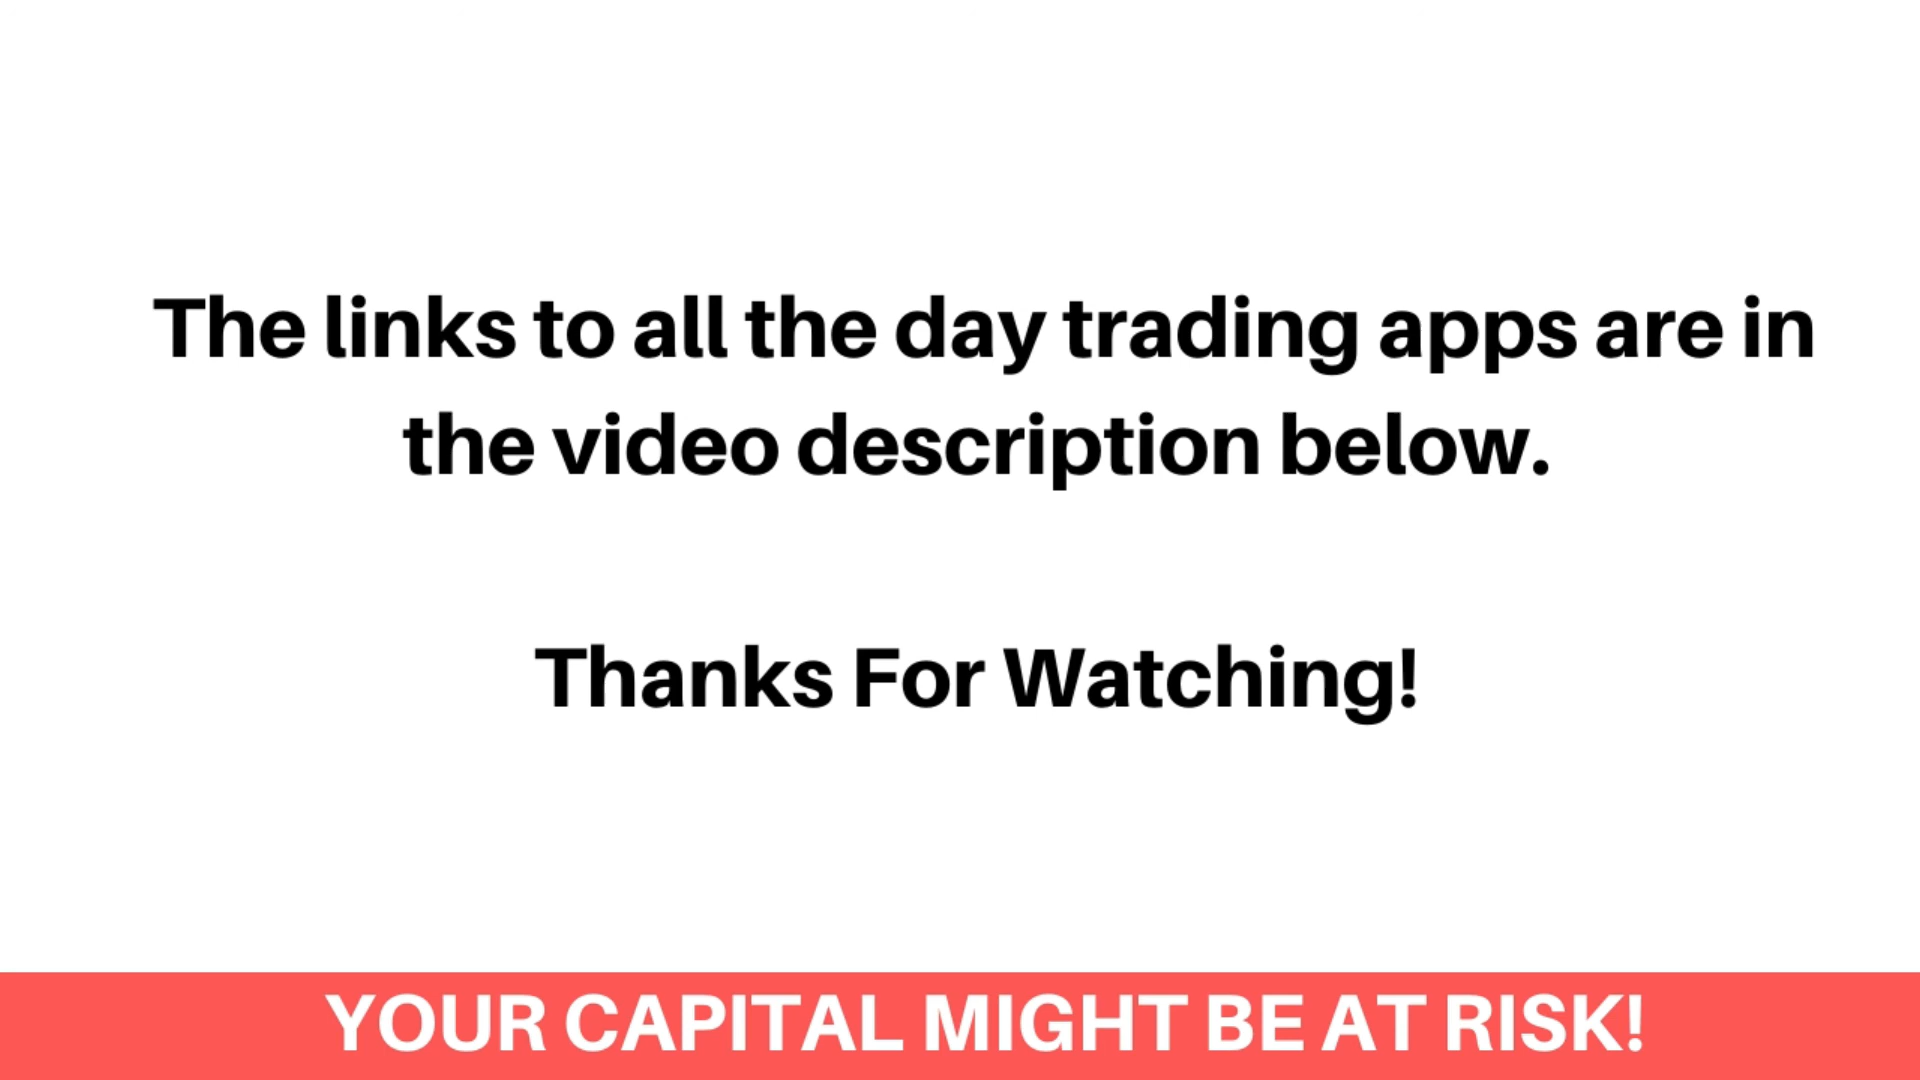 The links to all the day trading apps are in
the video description below.
Thanks For Watching!
YOUR CAPITAL MIGHT BE AT RISK!